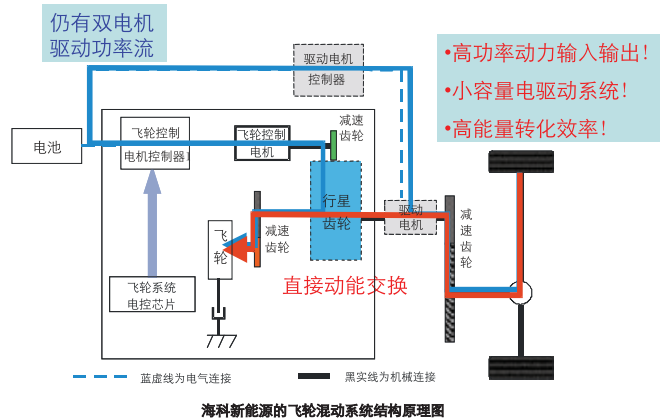 仍有双电机
驱动功率流
驱动电机
控制器
•高功率动力输入输出!
•小容量电驱动系统!
•高能量转化效率!
电池
飞轮控制
电机控制器1
飞轮控制
电机
减速
齿轮
行星
齿轮
驱动
电机
减
速
齿
轮
飞
轮
减速
齿轮
飞轮系统
电控芯片
直接动能交换
蓝虚线为电气连接
黑实线为机械连接
海科新能源的飞轮混动系统结构原理图